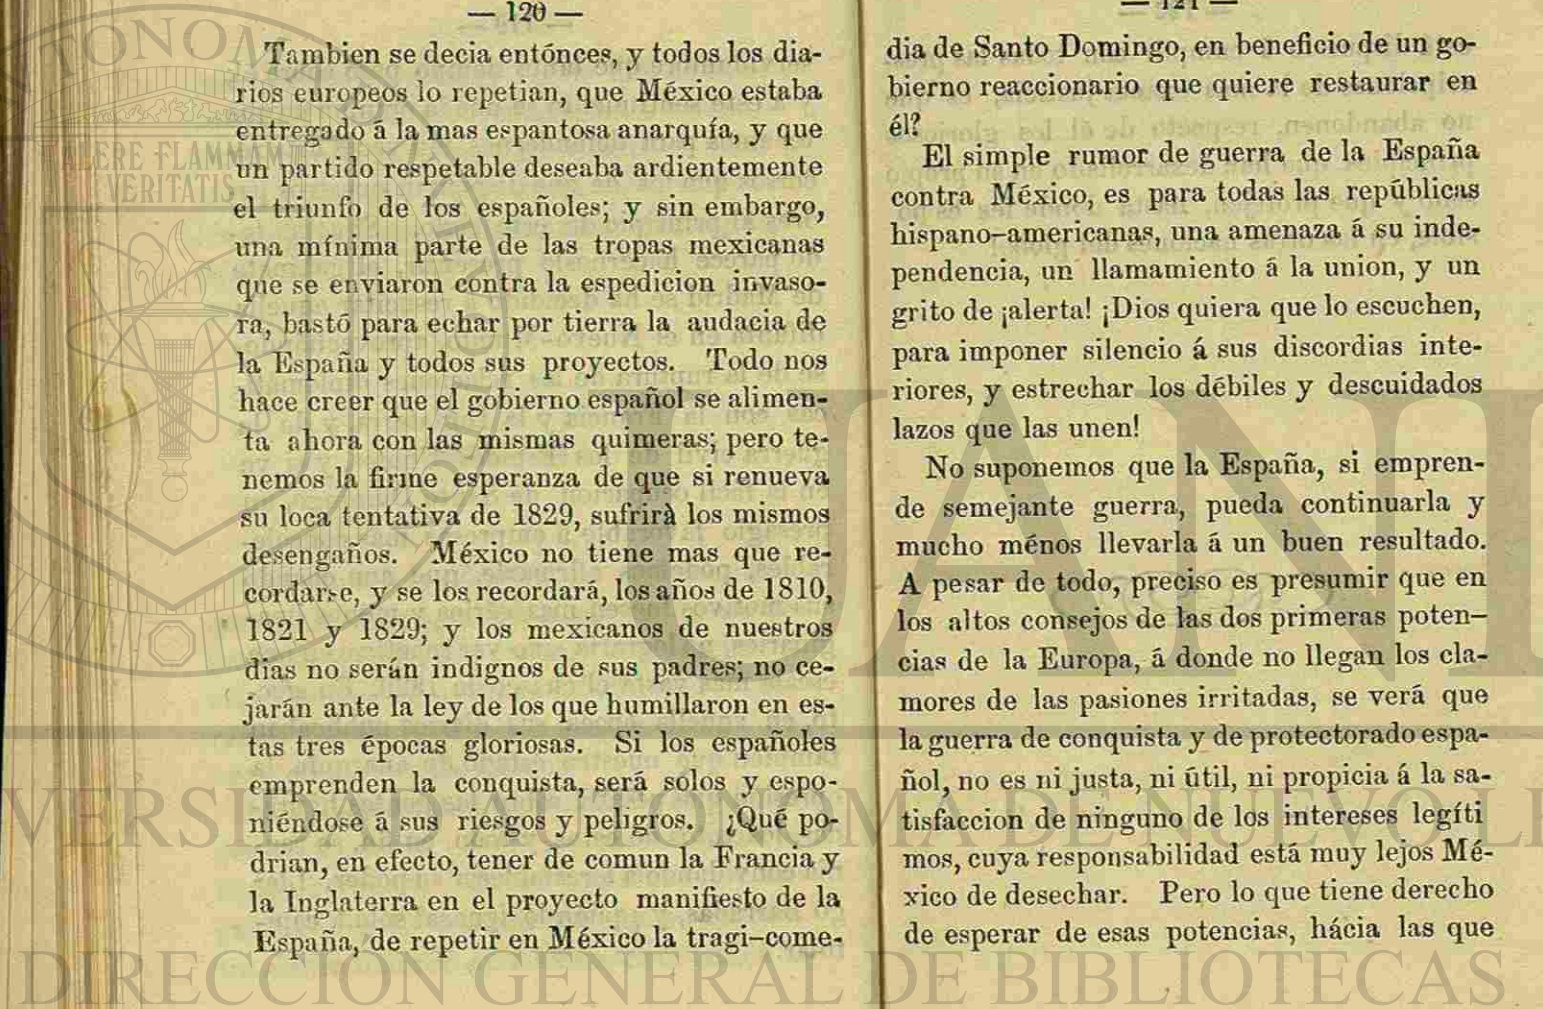 — 120 —
Tambien se decia entónces, y todos los dia-
rios europeos lo repetian, que México estaba
entregado á la mas espantosa anarquía, y que
un partido respetable deseaba ardientemente
el triunfo de los españoles; y sin embargo,
una mínima parte de las tropas mexicanas
que se enviaron contra la espedicion invaso-
ra, bastó para echar por tierra la audacia de
la España y todos sus proyectos. Todo nos
hace creer que el gobierno español se alimen-
ta ahora con las mismas quimeras; pero te-
nemos la firme esperanza de que si renueva
su loca tentativa de 1829, sufrirà los mismos
desengaños. México no tiene mas que re-
cordarse, y se los recordará, los años de 1810,
1821 y 1829; y los mexicanos de nuestros
dias no serán indignos de sus padres; no ce-
jarán ante la ley de los que humillaron en es-
tas tres épocas gloriosas. Si los españoles
emprenden la conquista, será solos y espo-
niéndose á sus riesgos y peligros. ¿Qué po-
drian, en efecto, tener de comun la Francia y
la Inglaterra en el proyecto manifiesto de la
España, de repetir en México la tragi-come-
— 121 —
dia de Santo Domingo, en beneficio de un go-
bierno reaccionario que quiere restaurar en
él?
El simple rumor de guerra de la España
contra México, es para todas las repúblicas
hispano-americanas, una amenaza á su inde-
pendencia, un llamamiento á la union, y un
grito de ¡alerta! ¡Dios quiera que lo escuchen,
para imponer silencio á sus discordias inte-
riores, y estrechar los débiles y descuidados
lazos que las unen!
No suponemos que la España, si empren-
de semejante guerra, pueda continuarla y
mucho ménos llevarla á un buen resultado.
A pesar de todo, preciso es presumir que en
los altos consejos de las dos primeras poten-
cias de la Europa, á donde no llegan los cla-
mores de las pasiones irritadas, se verá que
la guerra de conquista y de protectorado espa-
ñol, no es ni justa, ni útil, ni propicia á la sa-
tisfaccion de ninguno de los intereses legíti
mos, cuya responsabilidad está muy lejos Mé-
xico de desechar. Pero lo que tiene derecho
de esperar de esas potencias, hácia las que
TONOM
ALERE FLAMMAM
VERITATIS
UANL
VERSIDAD AUTÓNOMA DE NUEVO LE
DIRECCIÓN GENERAL DE BIBLIOTECAS